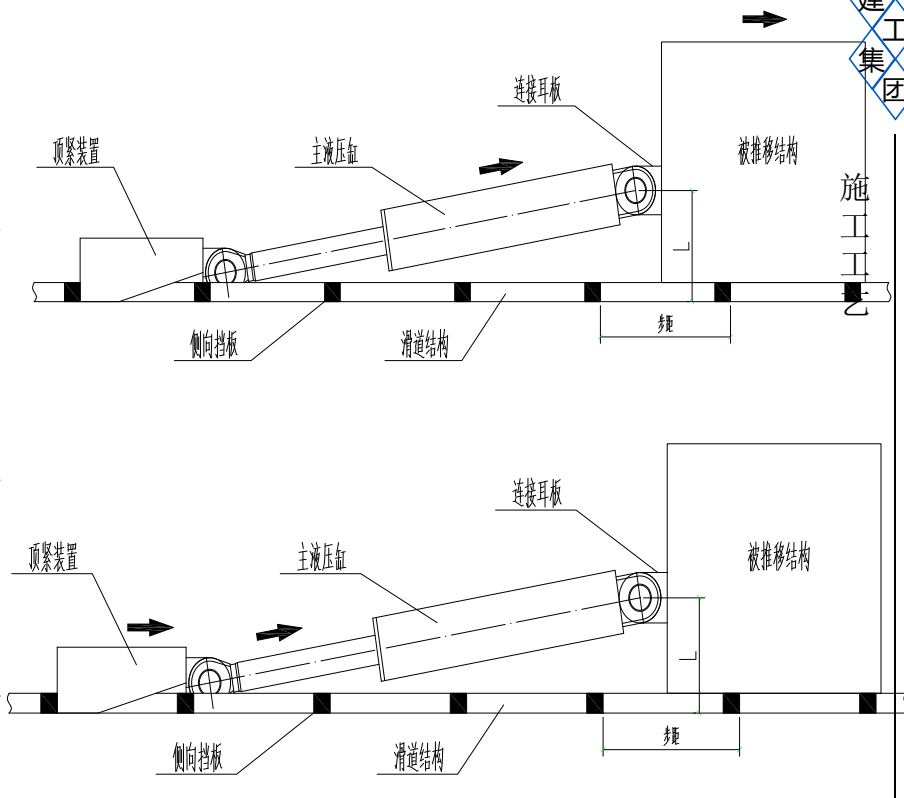 建
工
集
团
连接耳板
顶紧装置
主液压缸
被推移结构
施
工
工
艺
L
侧向挡板
滑道结构
步距
连接耳板
顶紧装置
主液压缸
被推移结构
L
侧向挡板
滑道结构
步距